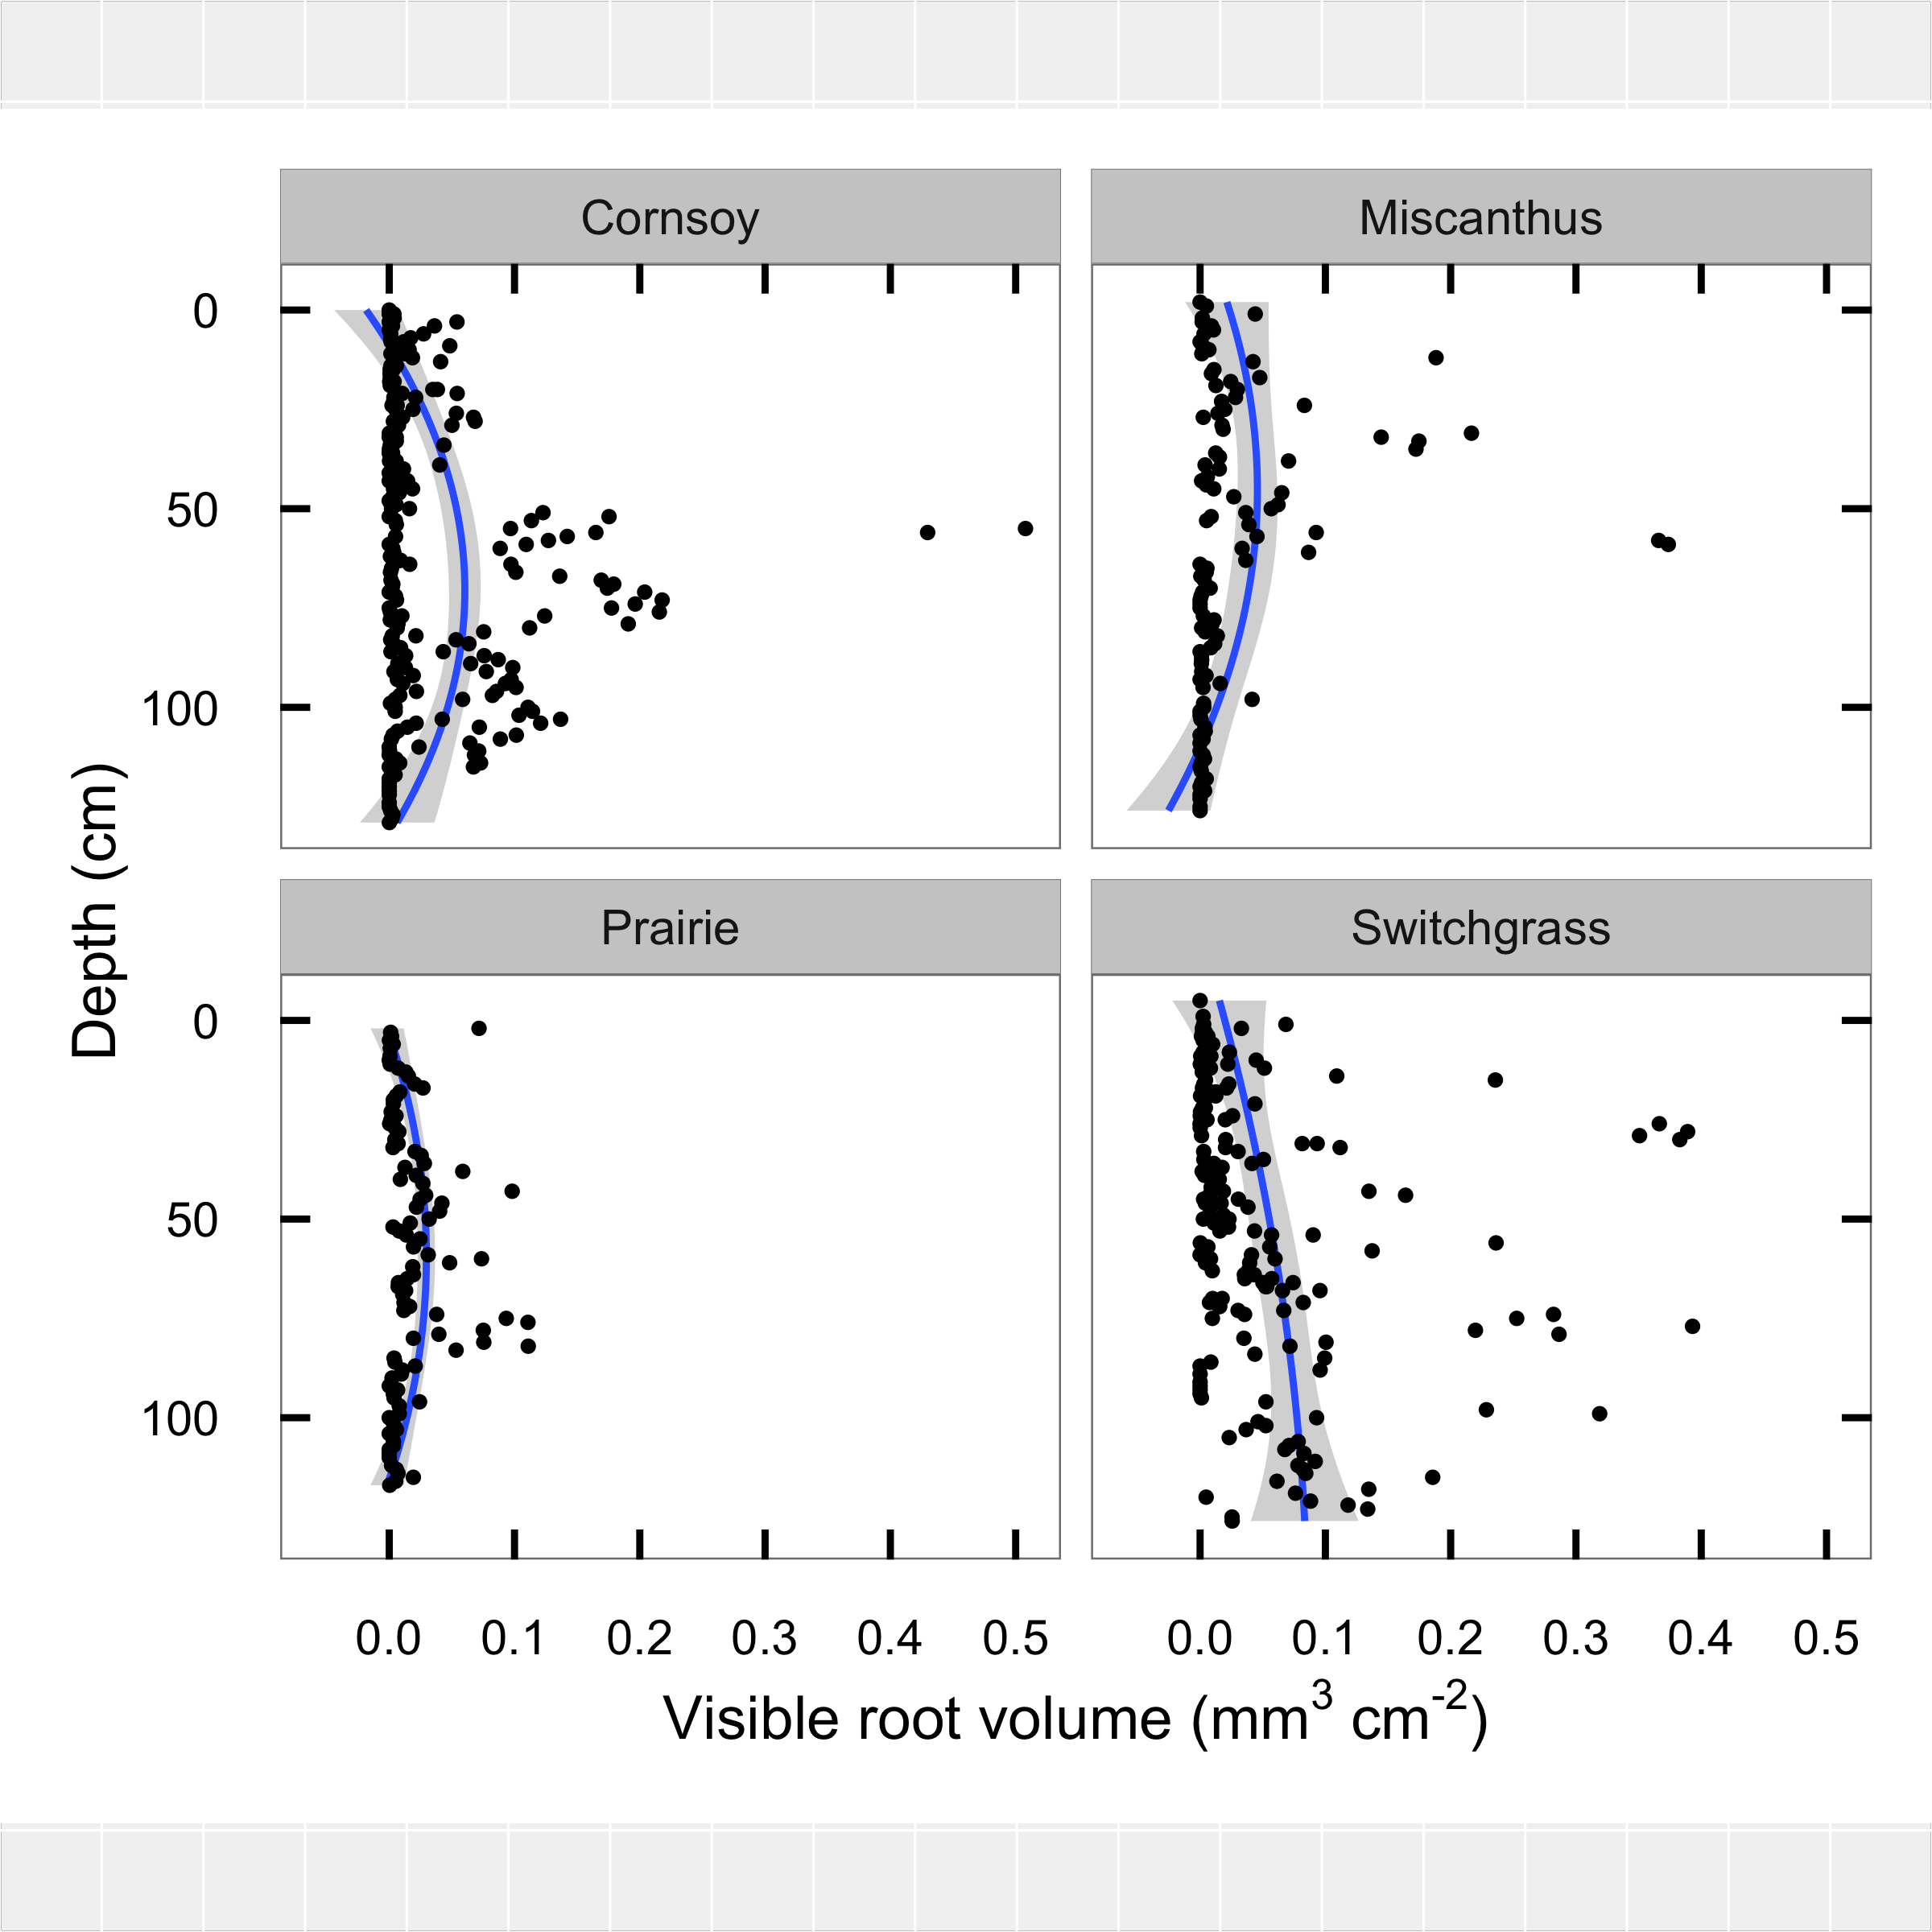 Cornsoy
Miscanthus
0
50
100
Depth (cm)
Prairie
Switchgrass
0
50
100
0.0 0.1 0.2 0.3 0.4 0.5
0.0 0.1 0.2 0.3 0.4 0.5
Visible root volume (mm³ cm⁻²)